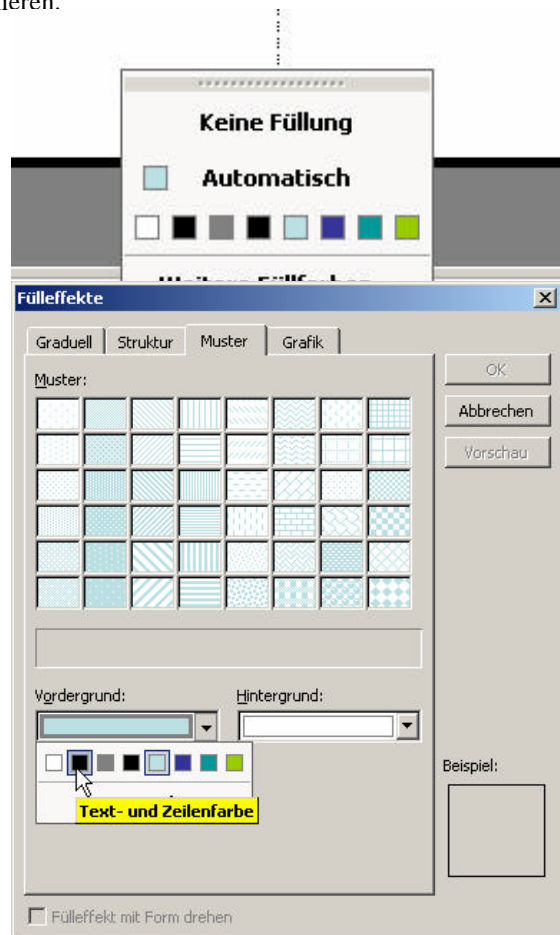 Keine Füllung
Automatisch
Fülleffekte
Graduell Struktur Muster Grafik
OK
Muster:
Abbrechen
Vorschau
Vordergrund: Hintergrund:
Beispiel:
Text- und Zeilenfarbe
Fülleffekt mit Form drehen